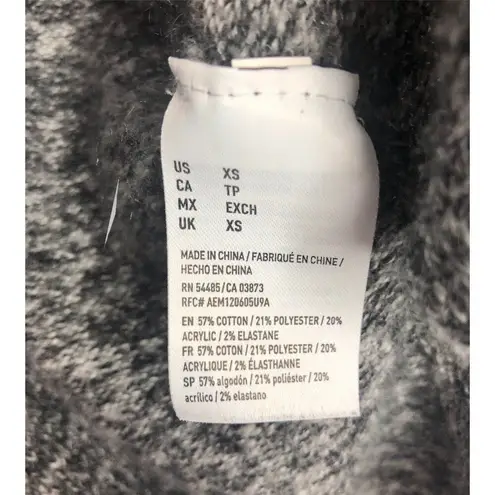 US XS
CA TP
MX EXCH
UK XS
MADE IN CHINA / FABRIQUÉ EN CHINE /
HECHO EN CHINA
RN 54485 / CA 03873
RFC# AEM120605U9A
EN 57% COTTON / 21% POLYESTER / 20%
ACRYLIC / 2% ELASTANE
FR 57% COTON / 21% POLYESTER / 20%
ACRYLIQUE / 2% ÉLASTHANNE
SP 57% algodón / 21% poliéster / 20%
acrílico / 2% elastano